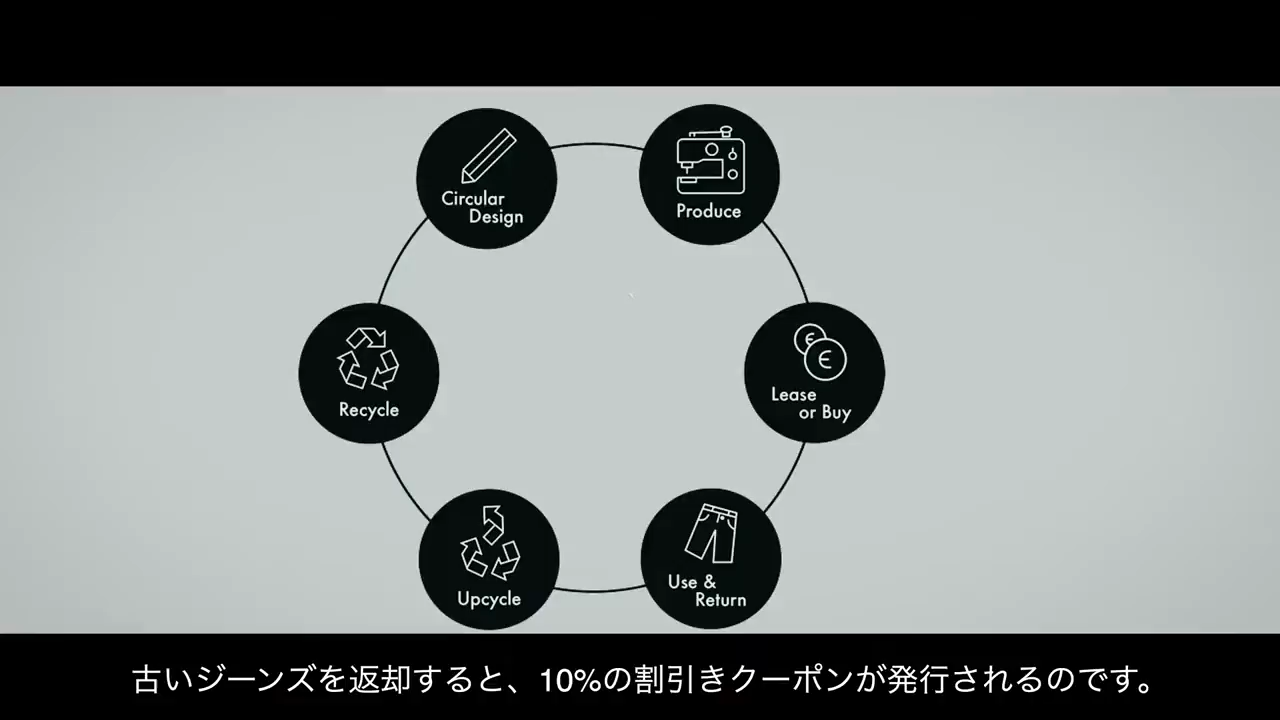 Circular
Design
Produce
Lease
or Buy
Use &
Return
Upcycle
Recycle
古いジーンズを返却すると、10%の割引きクーポンが発行されるのです。